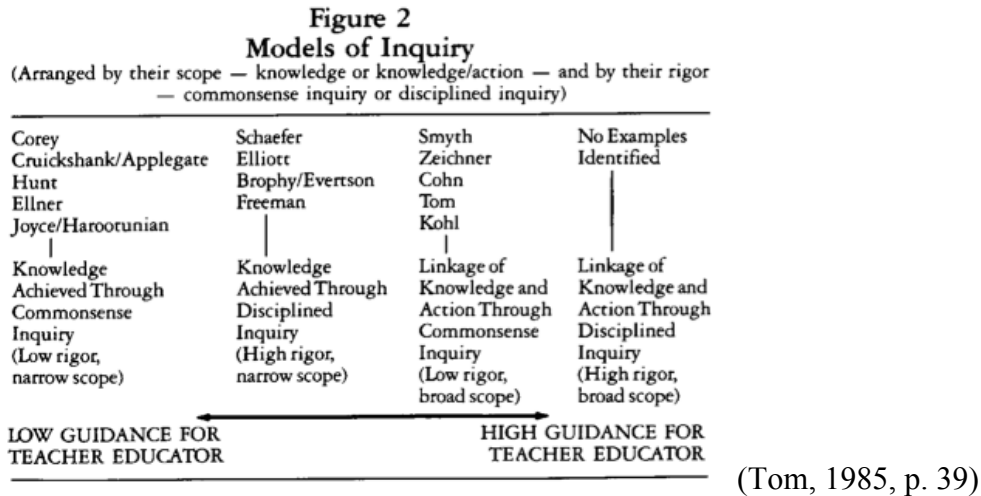 Figure 2
Models of Inquiry
(Arranged by their scope — knowledge or knowledge/action — and by their rigor
— commonsense inquiry or disciplined inquiry)
Corey
Cruickshank/Applegate
Hunt
Ellner
Joyce/Harootunian
Knowledge
Achieved Through
Commonsense
Inquiry
(Low rigor,
narrow scope)
Schaefer
Elliott
Brophy/Evertson
Freeman
Knowledge
Achieved Through
Disciplined
Inquiry
(High rigor,
narrow scope)
Smyth
Zeichner
Cohn
Tom
Kohl
Linkage of
Knowledge and
Action Through
Commonsense
Inquiry
(Low rigor,
broad scope)
No Examples
Identified
Linkage of
Knowledge and
Action Through
Disciplined
Inquiry
(High rigor,
broad scope)
LOW GUIDANCE FOR
TEACHER EDUCATOR
HIGH GUIDANCE FOR
TEACHER EDUCATOR
(Tom, 1985, p. 39)